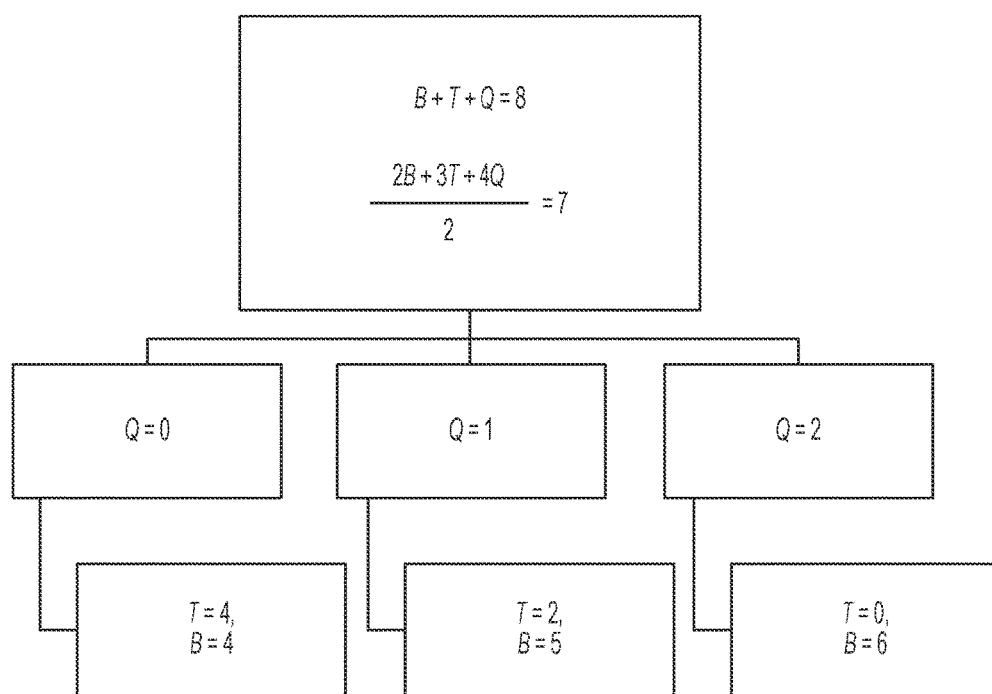 B + T + Q = 8
2B + 3T + 4Q
= 7
2
Q = 0
Q = 1
Q = 2
T = 4,
B = 4
T = 2,
B = 5
T = 0,
B = 6